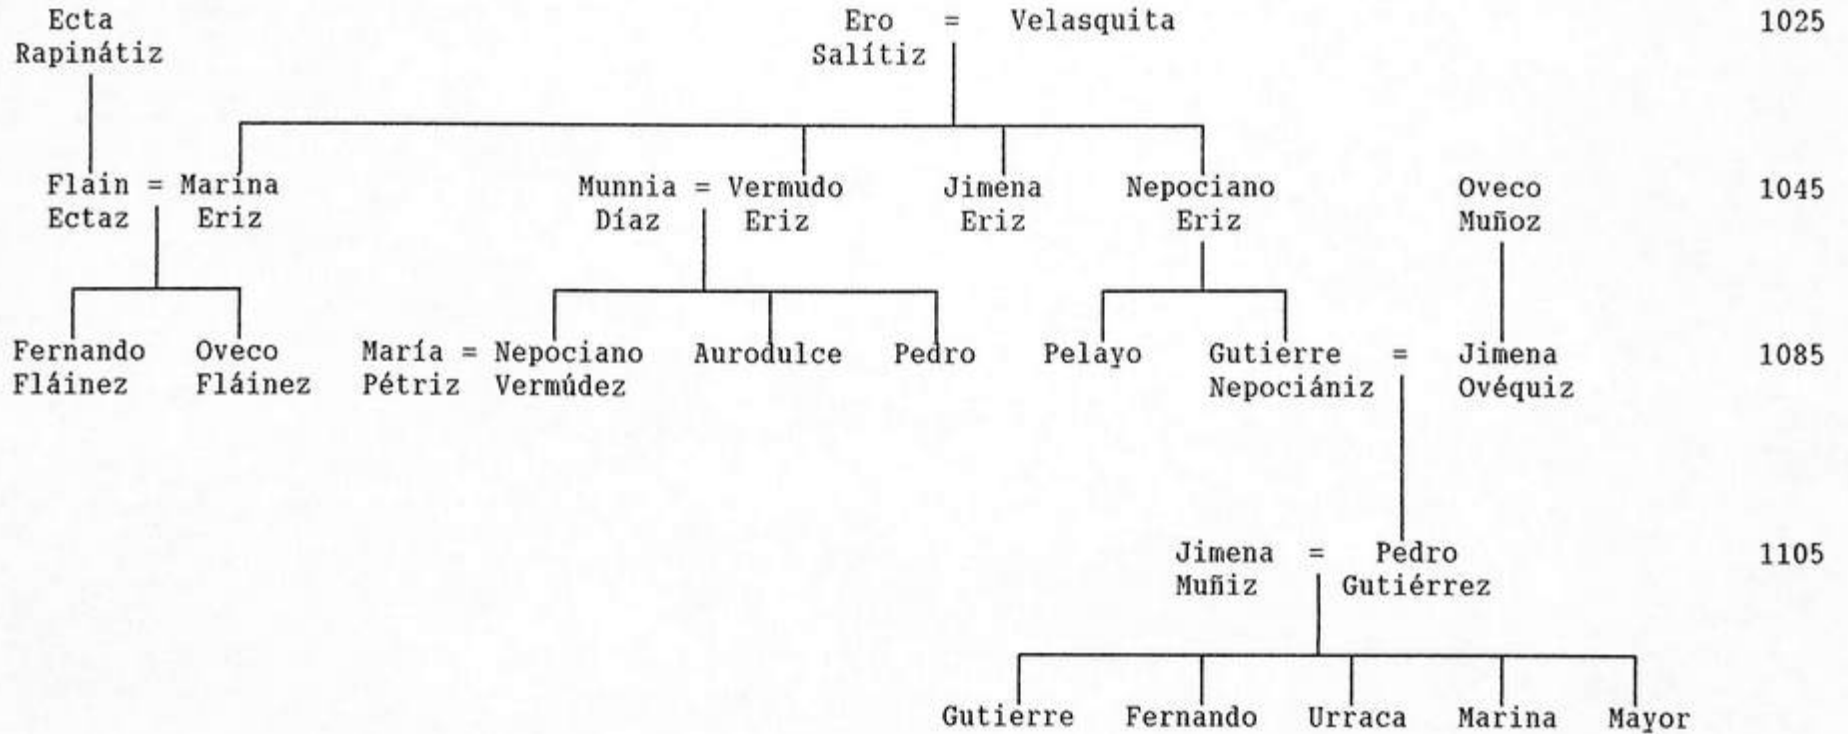 Ecta Ero = Velasquita 1025
Rapinátiz Salítiz
Flain = Marina Munnia = Vermudo Jimena Nepociano Oveco 1045
Ectaz Eriz Díaz Eriz Eriz Eriz Muñoz
Fernando Oveco María = Nepociano Aurodulce Pedro Pelayo Gutierre = Jimena 1085
Fláinez Fláinez Pétriz Vermúdez Nepociániz Ovéquiz
Jimena = Pedro 1105
Muñiz Gutiérrez
Gutierre Fernando Urraca Marina Mayor